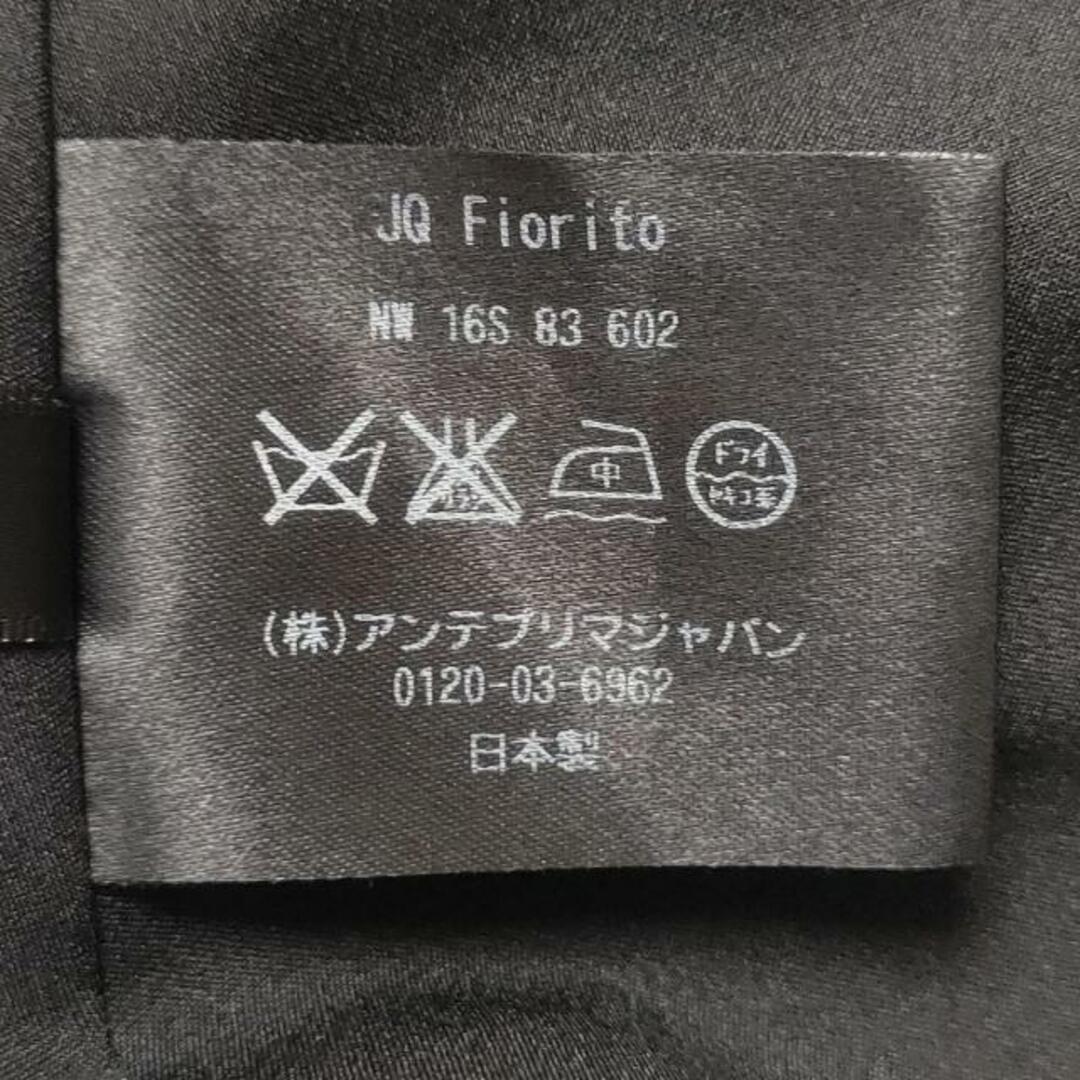 JQ Fiorito
NW 16S 83 602
中 ドライ
(株)アンテプリマジャパン
0120-03-6962
日本製